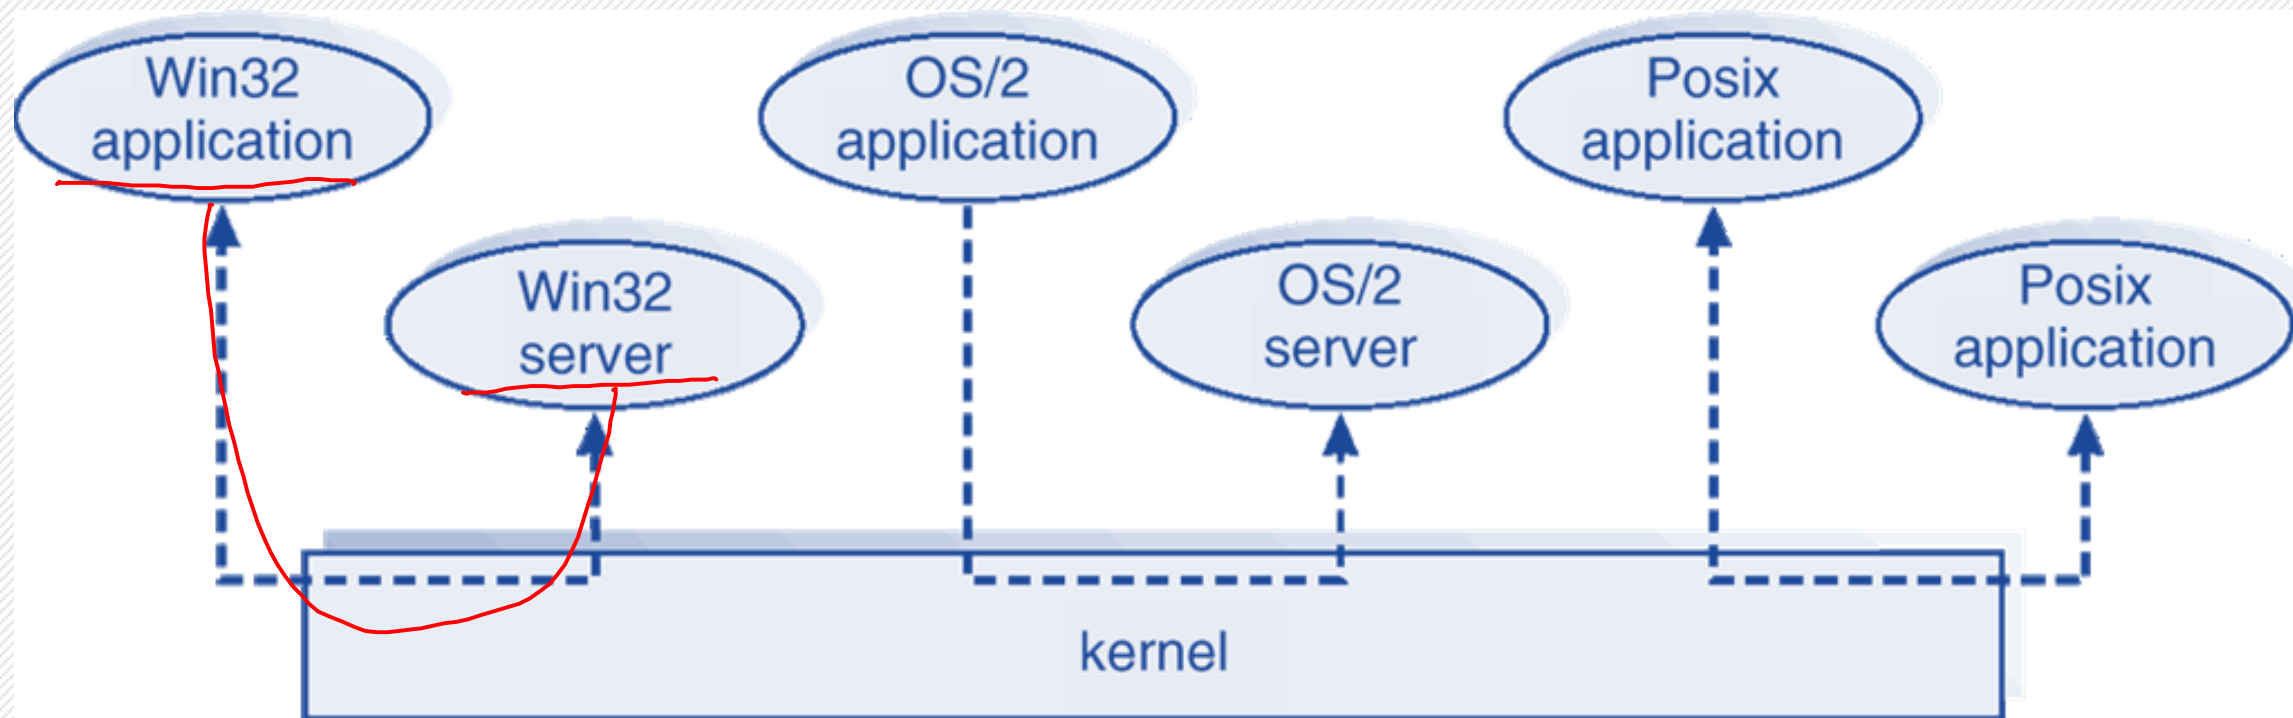 Win32
application
OS/2
application
Posix
application
Win32
server
OS/2
server
Posix
application
kernel